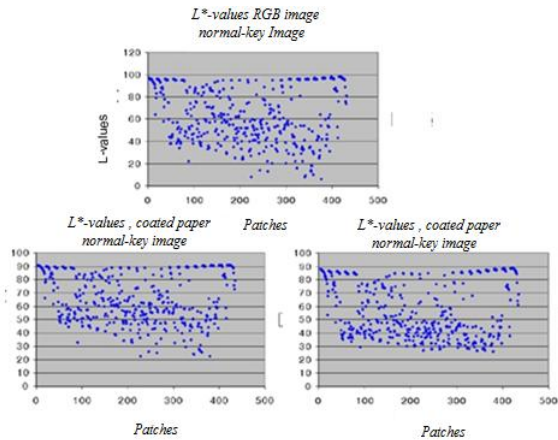 L*-values RGB image
normal-key Image
120
100
80
60
40
20
0
L-values
0 100 200 300 400 500
Patches
L*-values , coated paper
normal-key image
100
90
80
70
60
50
40
30
20
10
0
0 100 200 300 400 500
Patches
L*-values , coated paper
normal-key image
100
90
80
70
60
50
40
30
20
10
0
0 100 200 300 400 500
Patches